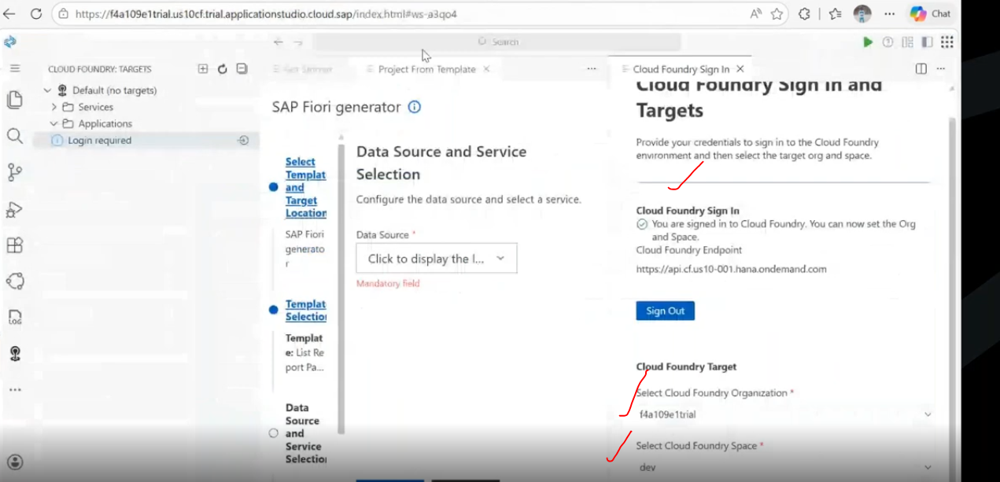 https://f4a109e1trial.us10cf.trial.applicationstudio.cloud.sap/index.html#ws-a3qo4
Chat
Search
CLOUD FOUNDRY: TARGETS
Default (no targets)
Services
Applications
Login required
LOG
Project From Template
SAP Fiori generator
Select
Templat
and
Target
Location
SAP Fiori
generato
r
Templat
Selection
Templat
e: List Re
port Pa...
Data
Source
and
Service
Selection
Data Source and Service
Selection
Configure the data source and select a service.
Data Source *
Click to display the l...
Mandatory field
Cloud Foundry Sign In
Cloud Foundry Sign In and
Targets
Provide your credentials to sign in to the Cloud Foundry
environment and then select the target org and space.
Cloud Foundry Sign In
You are signed in to Cloud Foundry. You can now set the Org
and Space.
Cloud Foundry Endpoint
https://api.cf.us10-001.hana.ondemand.com
Sign Out
Cloud Foundry Target
Select Cloud Foundry Organization *
f4a109e1trial
Select Cloud Foundry Space *
dev